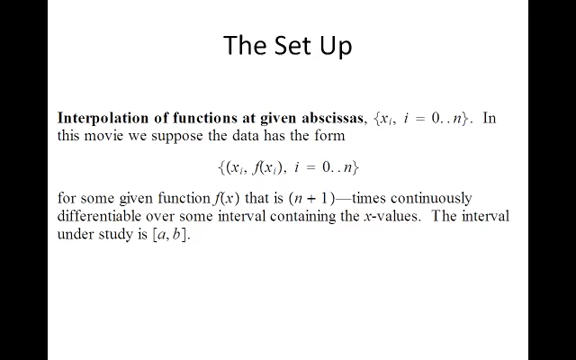 The Set Up
Interpolation of functions at given abscissas, {xᵢ, i = 0..n}. In
this movie we suppose the data has the form
{(xᵢ, f(xᵢ), i = 0..n}
for some given function f(x) that is (n + 1)—times continuously
differentiable over some interval containing the x-values. The interval
under study is [a, b].